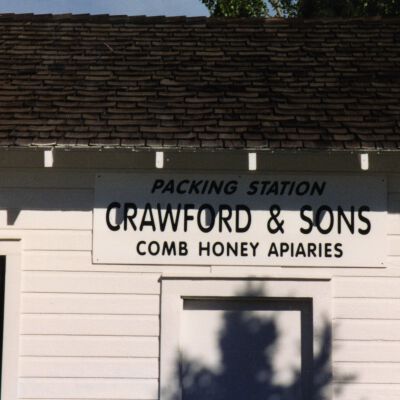 PACKING STATION
CRAWFORD & SONS
COMB HONEY APIARIES